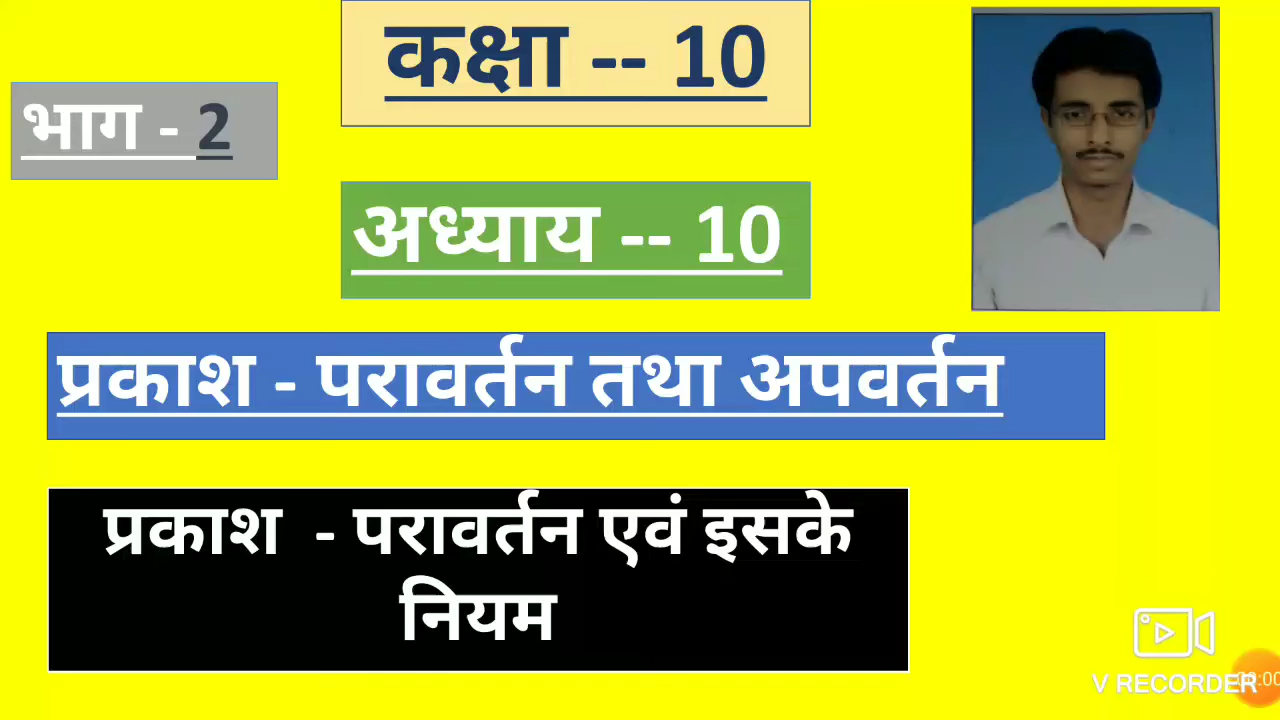 कक्षा -- 10
भाग - 2
अध्याय -- 10
प्रकाश - परावर्तन तथा अपवर्तन
प्रकाश - परावर्तन एवं इसके
नियम
V RECORDER